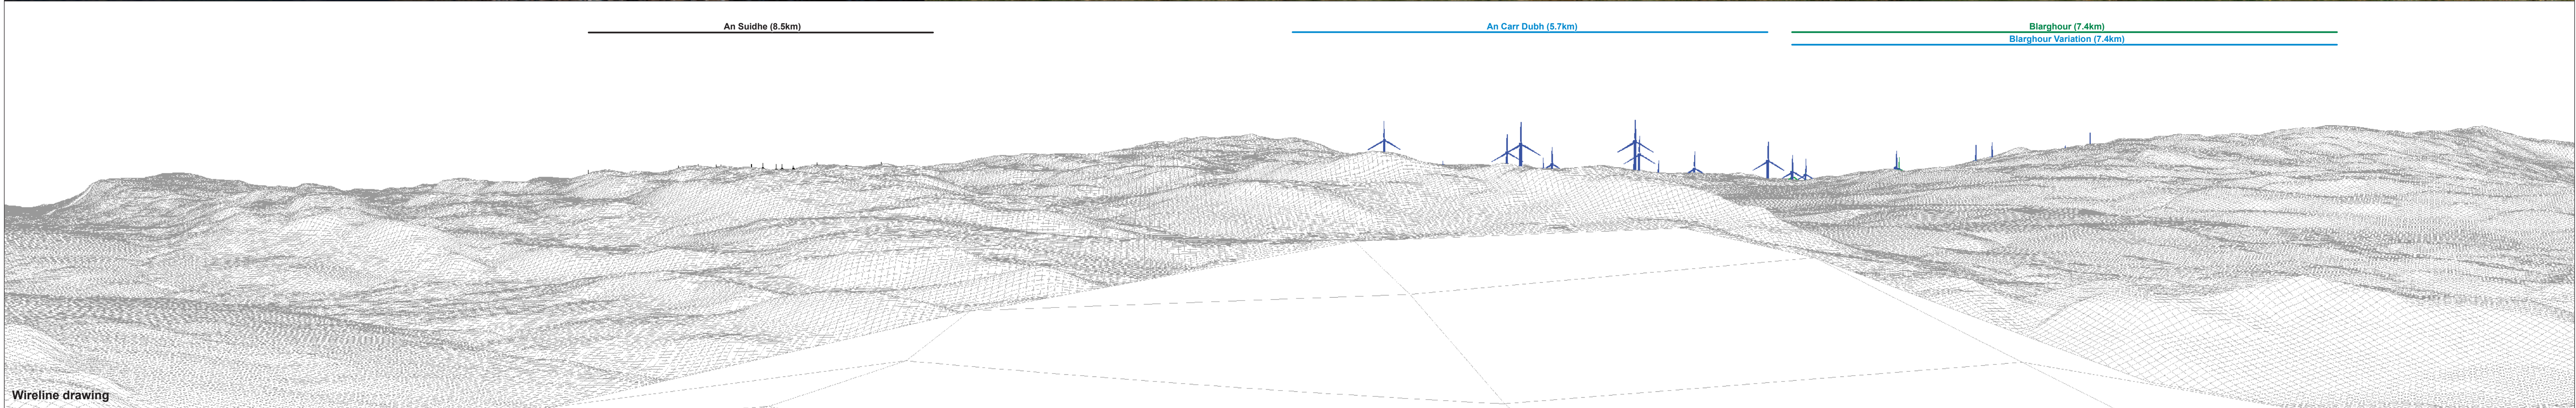 An Suidhe (8.5km)
An Carr Dubh (5.7km)
Blarghour (7.4km)
Blarghour Variation (7.4km)
Wireline drawing